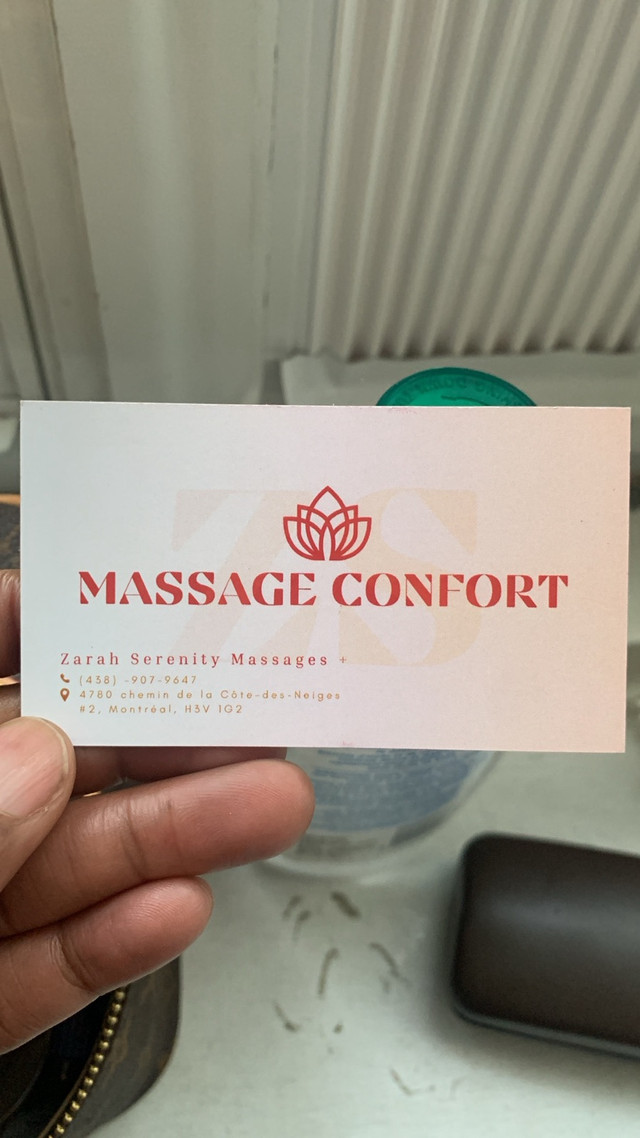 MASSAGE CONFORT
Zarah Serenity Massages +
(438) -907-9647
4780 chemin de la Côte-des-Neiges
#2, Montréal, H3V 1G2
ZS